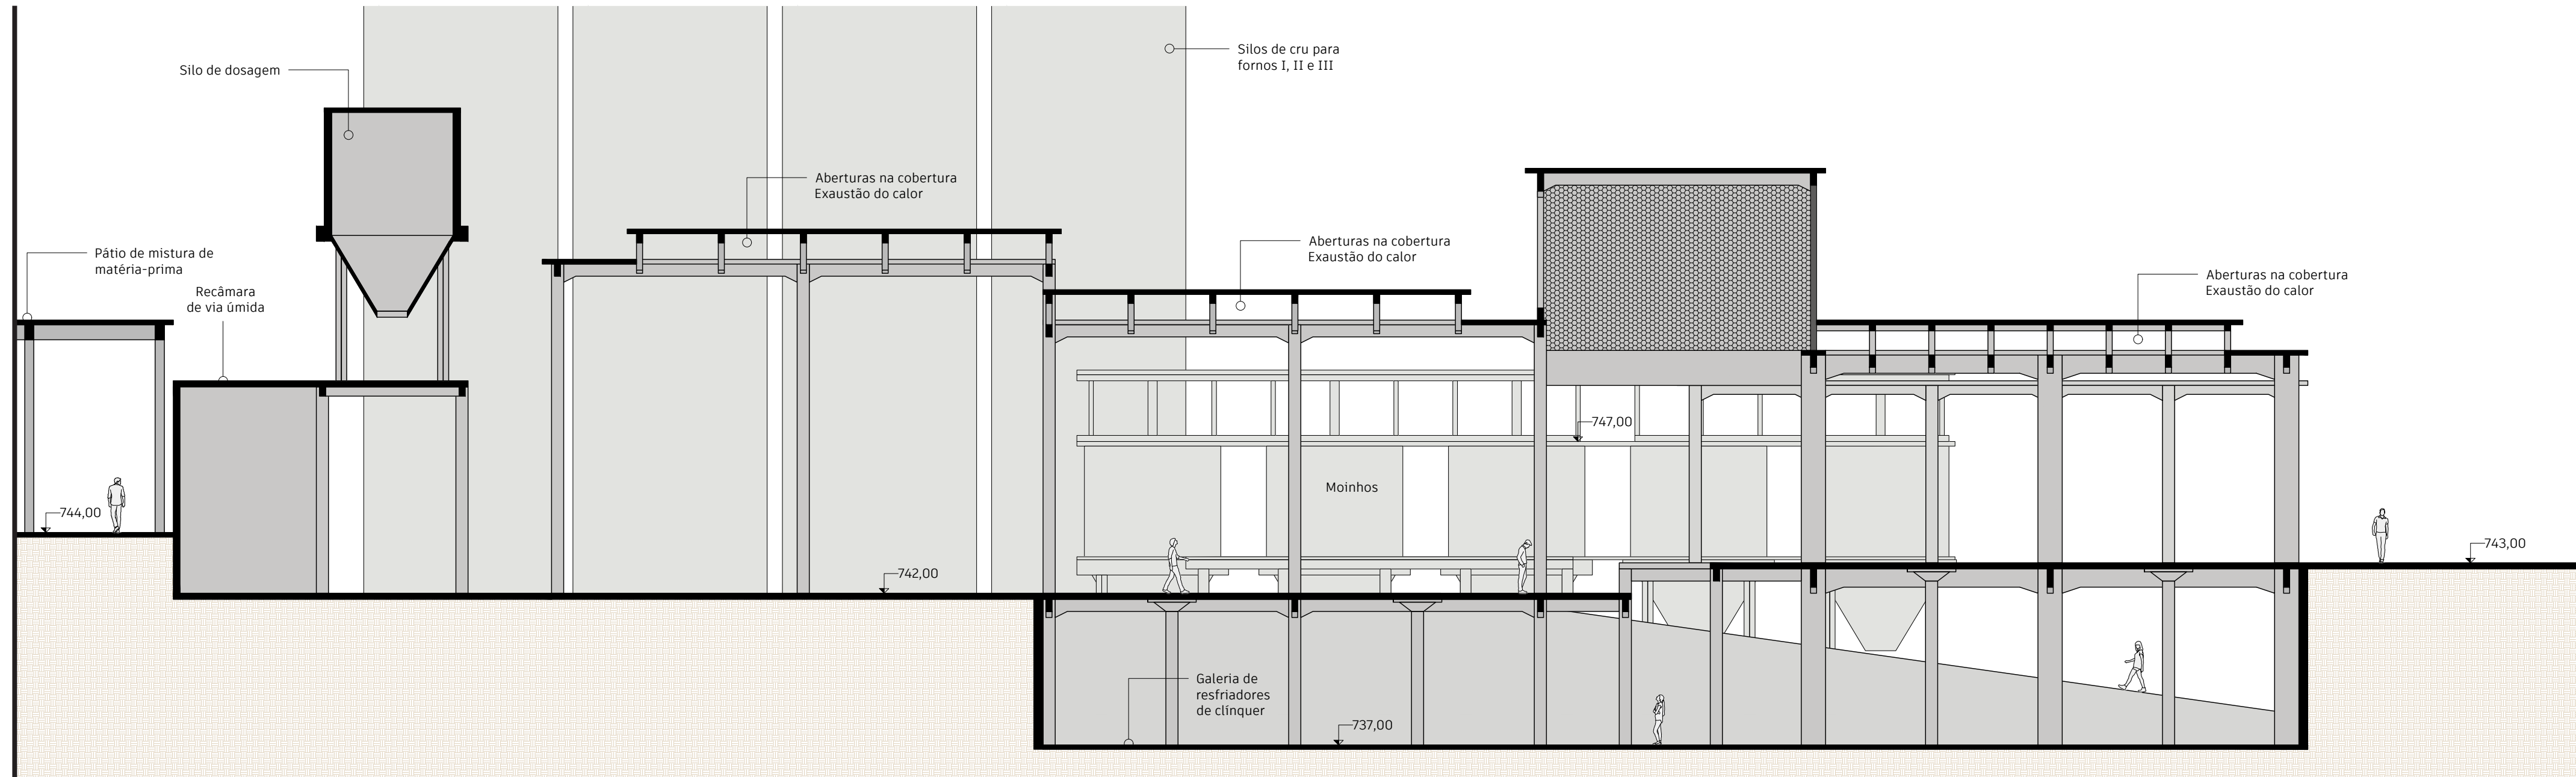 Silos de cru para
fornos I, II e III
Silo de dosagem
Aberturas na cobertura
Exaustão do calor
Aberturas na cobertura
Exaustão do calor
Pátio de mistura de
matéria-prima
Aberturas na cobertura
Exaustão do calor
Recâmara
de via úmida
747,00
Moinhos
744,00
743,00
742,00
Galeria de
resfriadores
de clínquer
737,00